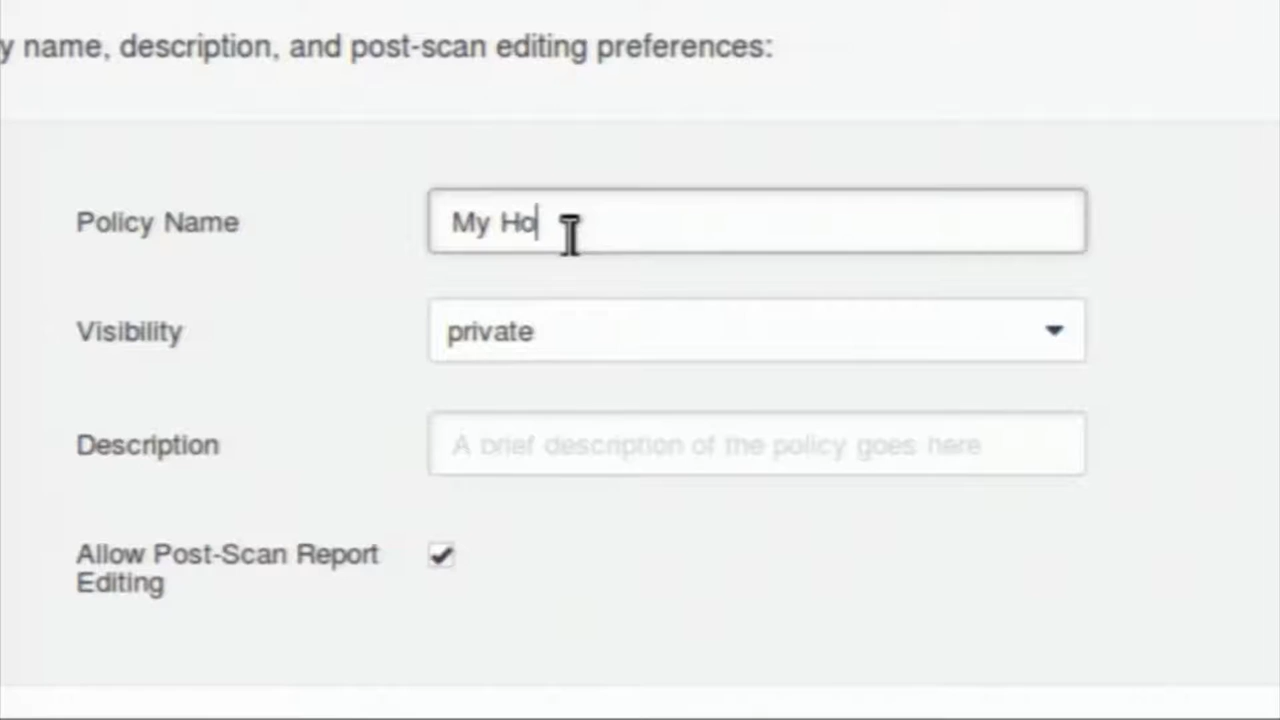 y name, description, and post-scan editing preferences:
Policy Name
My Ho
Visibility
private
Description
A brief description of the policy goes here
Allow Post-Scan Report
Editing